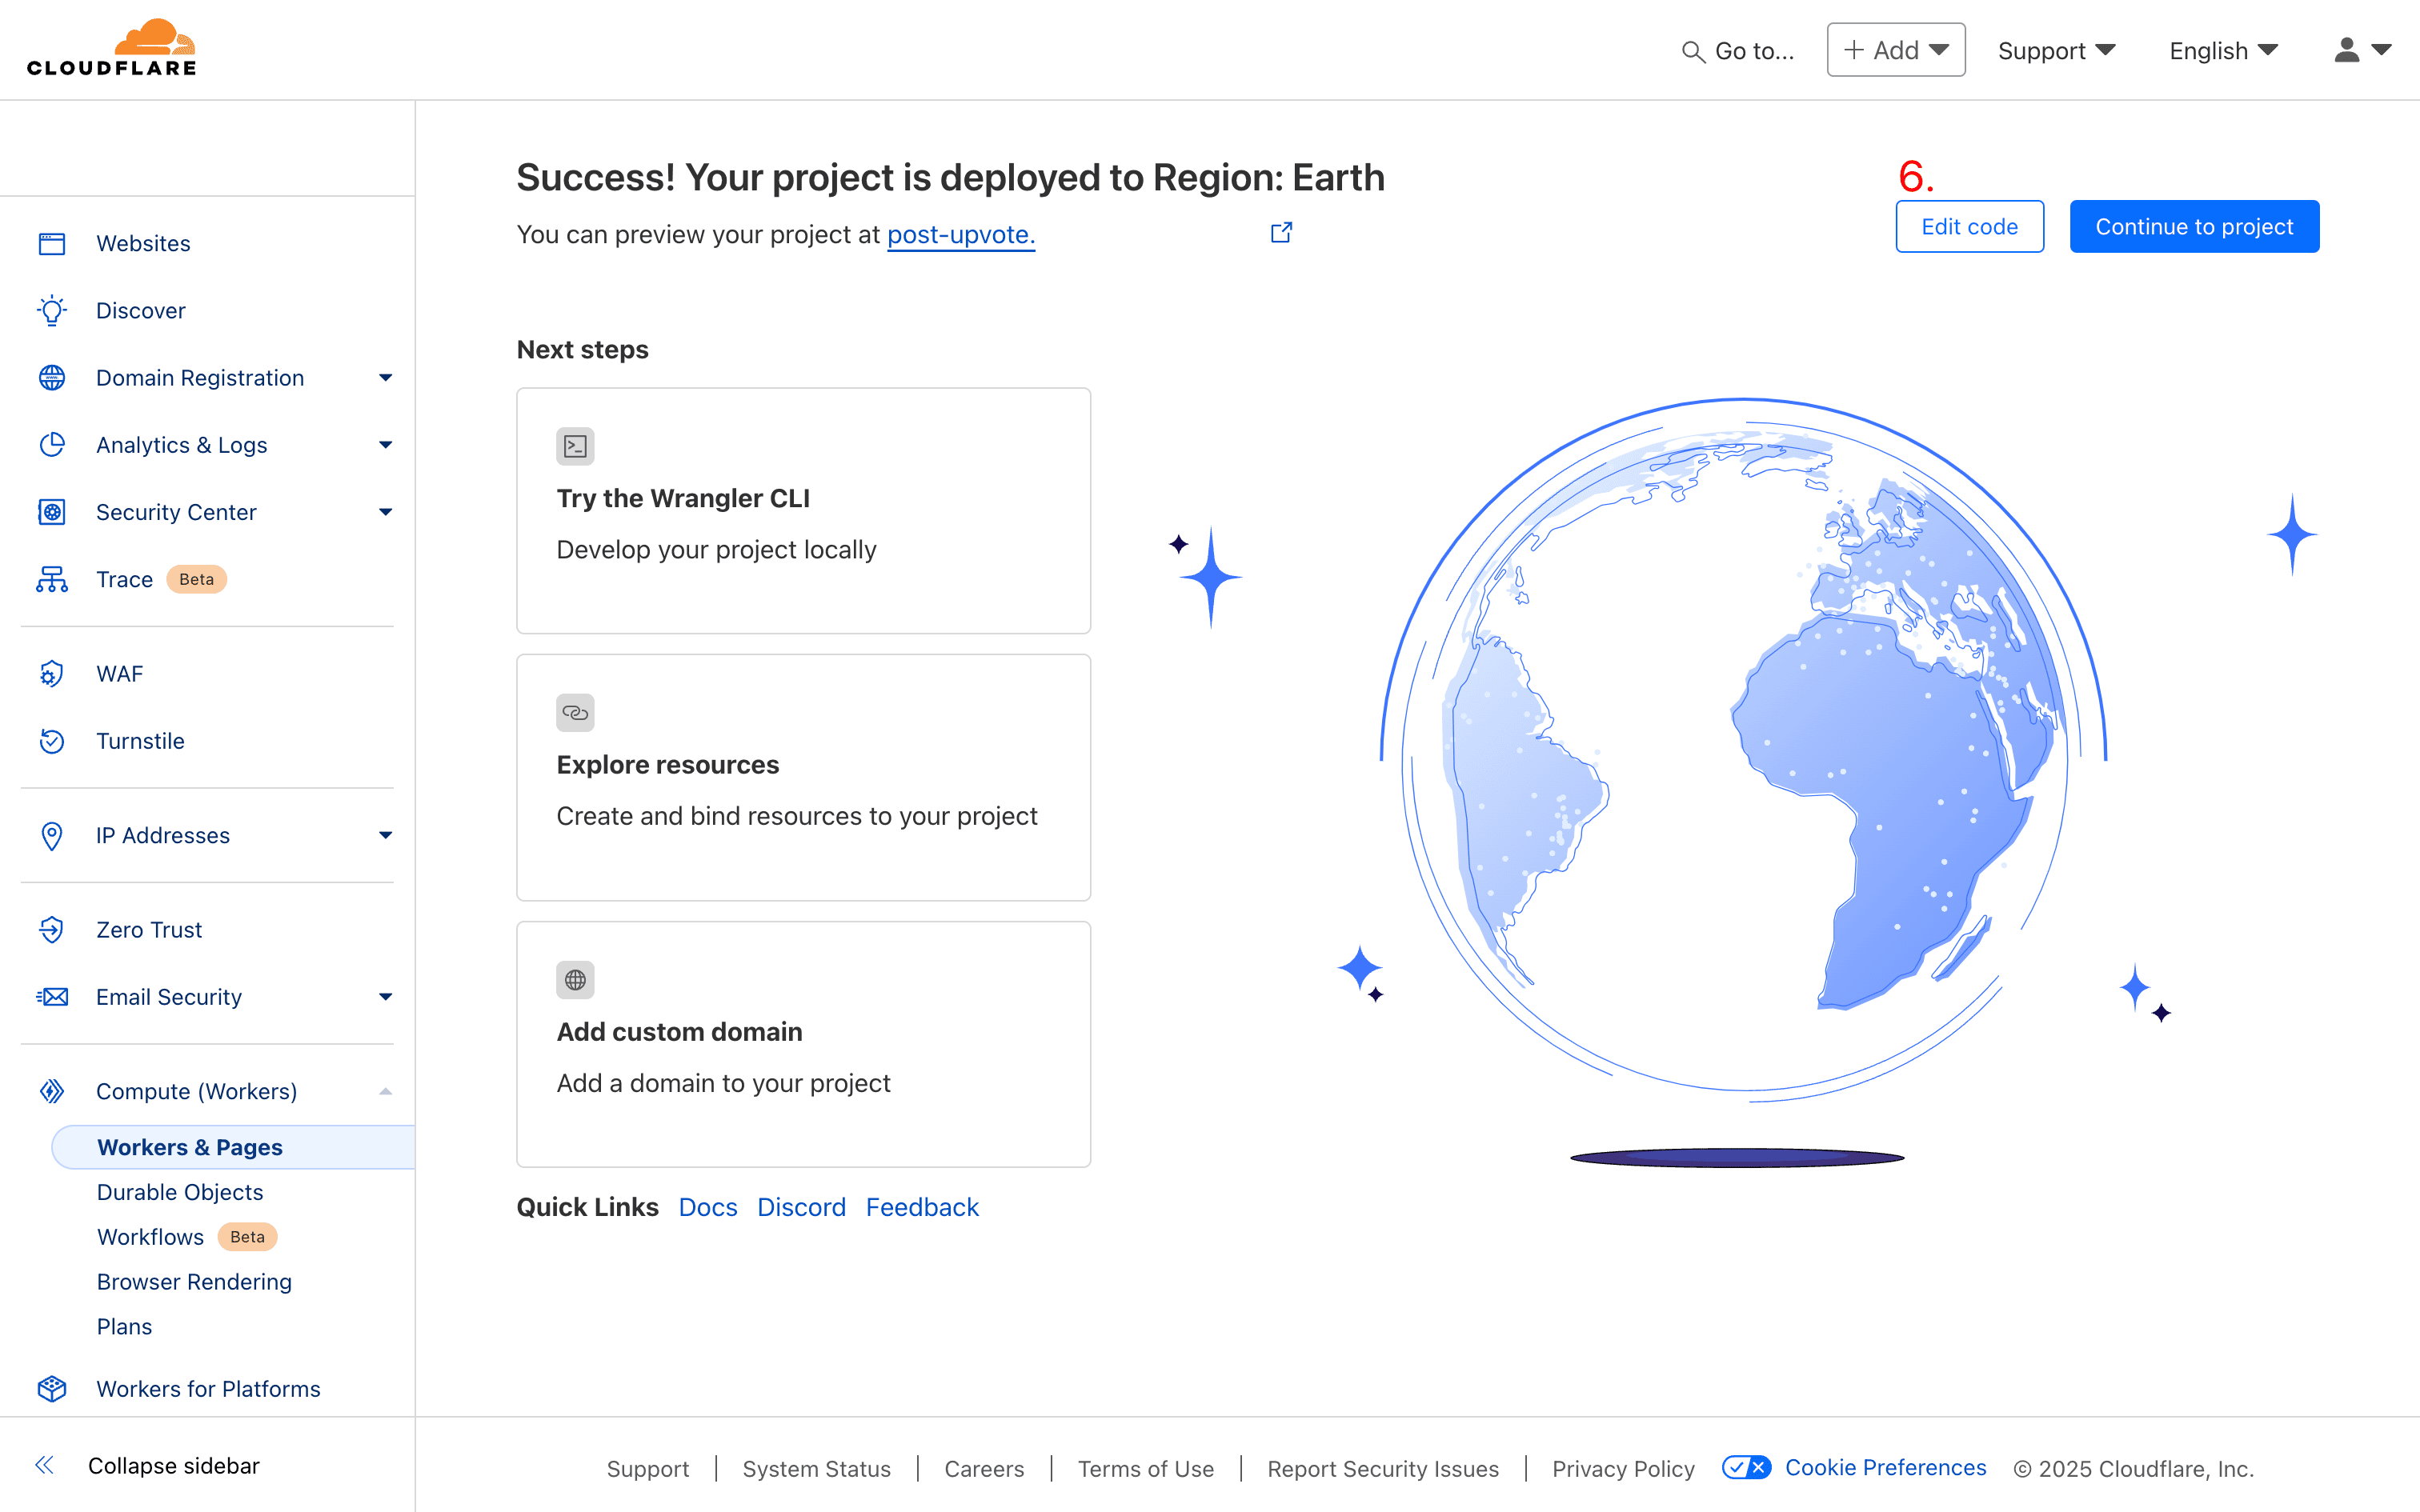 CLOUDFLARE
Go to...
Add
Support
English
Success! Your project is deployed to Region: Earth
You can preview your project at post-upvote.
6.
Edit code
Continue to project
Websites
Discover
Domain Registration
Analytics & Logs
Security Center
Trace Beta
WAF
Turnstile
IP Addresses
Zero Trust
Email Security
Compute (Workers)
Workers & Pages
Durable Objects
Workflows Beta
Browser Rendering
Plans
Workers for Platforms
Collapse sidebar
Next steps
Try the Wrangler CLI
Develop your project locally
Explore resources
Create and bind resources to your project
Add custom domain
Add a domain to your project
Quick Links Docs Discord Feedback
Support System Status Careers Terms of Use Report Security Issues Privacy Policy Cookie Preferences © 2025 Cloudflare, Inc.